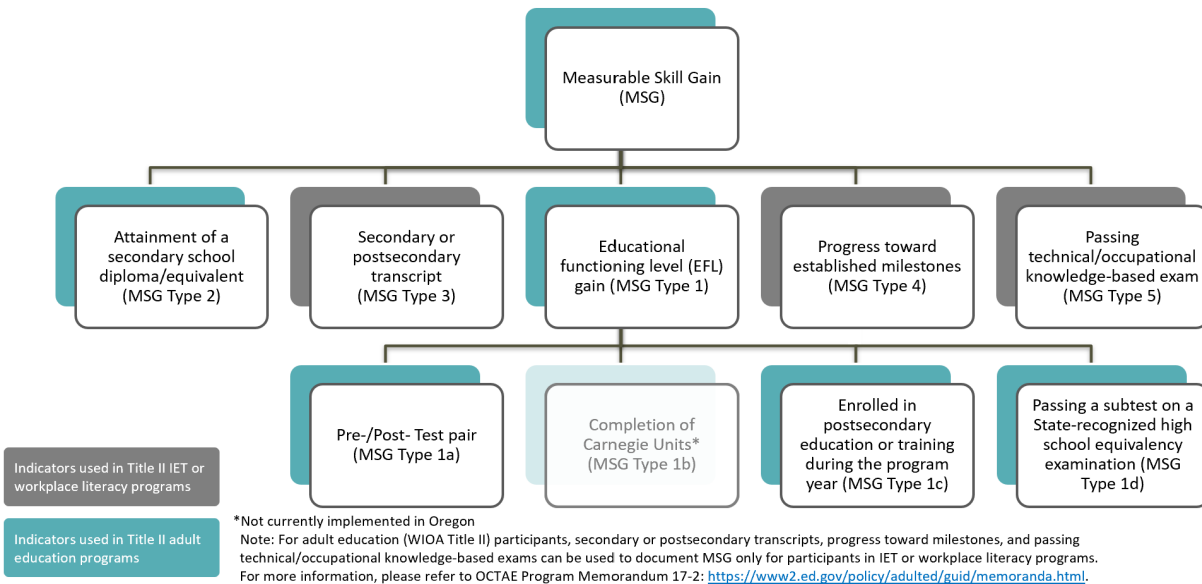 Measurable Skill Gain
(MSG)
Attainment of a
secondary school
diploma/equivalent
(MSG Type 2)
Secondary or
postsecondary
transcript
(MSG Type 3)
Educational
functioning level (EFL)
gain (MSG Type 1)
Progress toward
established milestones
(MSG Type 4)
Passing
technical/occupational
knowledge-based exam
(MSG Type 5)
Pre-/Post- Test pair
(MSG Type 1a)
Completion of
Carnegie Units*
(MSG Type 1b)
Enrolled in
postsecondary
education or training
during the program
year (MSG Type 1c)
Passing a subtest on a
State-recognized high
school equivalency
examination (MSG
Type 1d)
Indicators used in Title II IET or
workplace literacy programs
Indicators used in Title II adult
education programs
*Not currently implemented in Oregon
Note: For adult education (WIOA Title II) participants, secondary or postsecondary transcripts, progress toward milestones, and passing
technical/occupational knowledge-based exams can be used to document MSG only for participants in IET or workplace literacy programs.
For more information, please refer to OCTAE Program Memorandum 17-2: https://www2.ed.gov/policy/adulted/guid/memoranda.html.